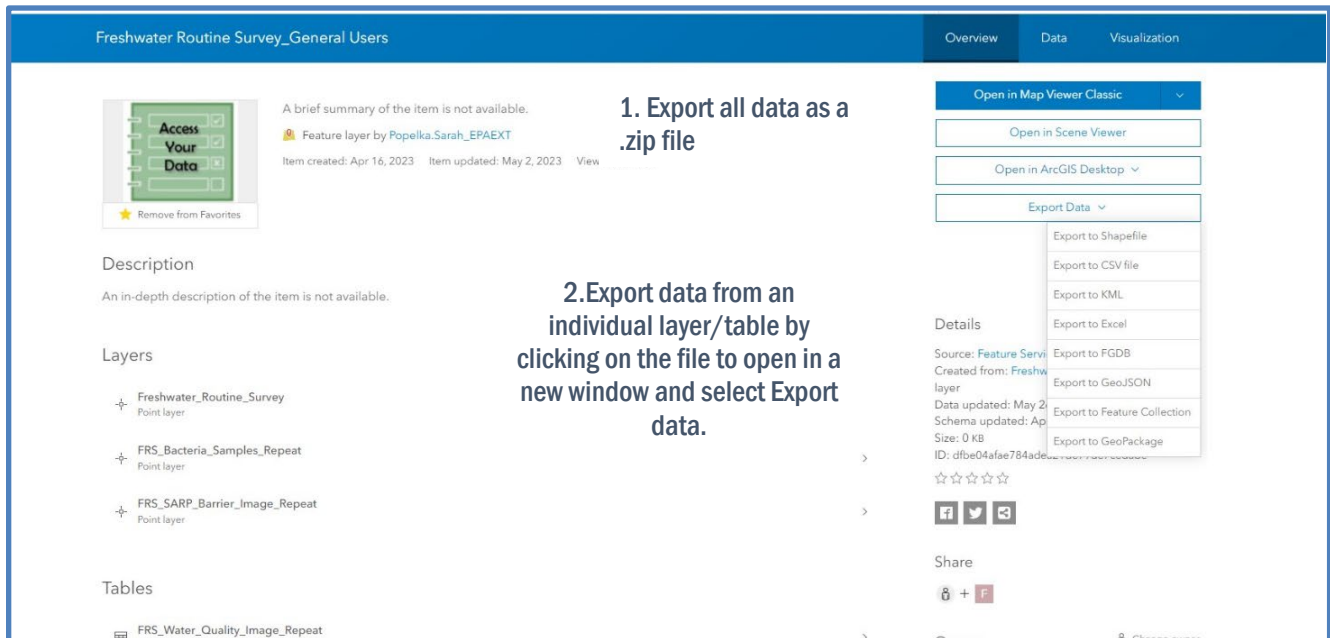 Freshwater Routine Survey_General Users
Overview
Data
Visualization
Access
Your
Data
Remove from Favorites
A brief summary of the item is not available.
Feature layer by Popelka.Sarah_EPAEXT
Item created: Apr 16, 2023 Item updated: May 2, 2023 View
1. Export all data as a
.zip file
Open in Map Viewer Classic
Open in Scene Viewer
Open in ArcGIS Desktop
Export Data
Export to Shapefile
Export to CSV file
Export to KML
Export to Excel
Export to FGDB
Export to GeoJSON
Export to Feature Collection
Export to GeoPackage
Description
An in-depth description of the item is not available.
2.Export data from an
individual layer/table by
clicking on the file to open in a
new window and select Export
data.
Layers
Freshwater_Routine_Survey
Point layer
FRS_Bacteria_Samples_Repeat
Point layer
FRS_SARP_Barrier_Image_Repeat
Point layer
Tables
FRS_Water_Quality_Image_Repeat
Details
Source: Feature Servi
Created from: Freshw
layer
Data updated: May 2
Schema updated: Ap
Size: 0 KB
Share
F